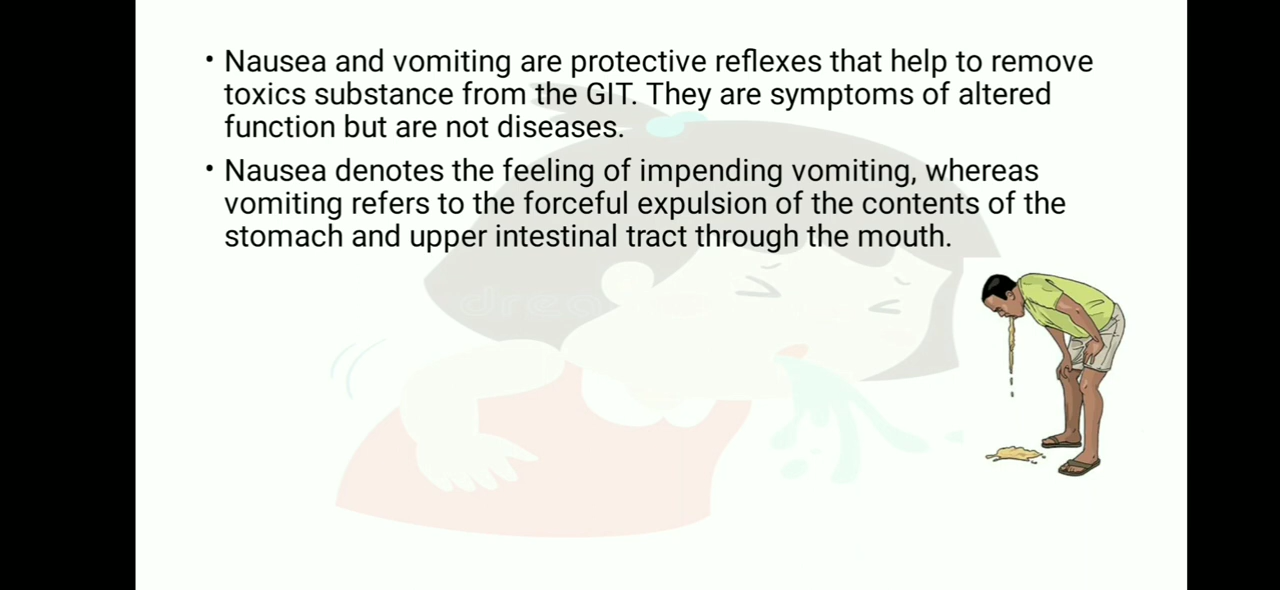 • Nausea and vomiting are protective reflexes that help to remove
toxics substance from the GIT. They are symptoms of altered
function but are not diseases.
• Nausea denotes the feeling of impending vomiting, whereas
vomiting refers to the forceful expulsion of the contents of the
stomach and upper intestinal tract through the mouth.